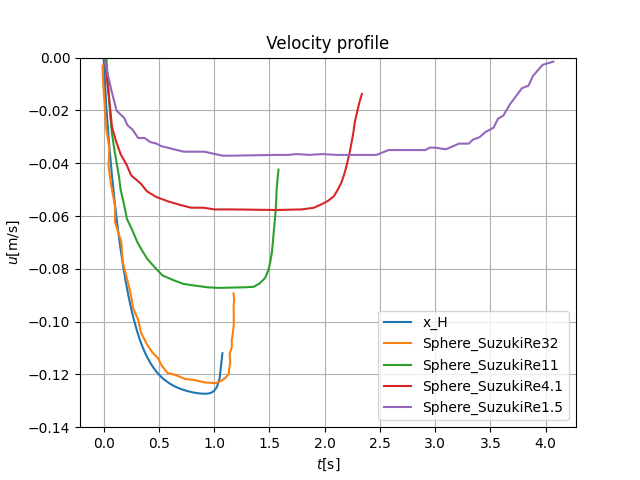 Velocity profile
0.00
−0.02
−0.04
−0.06
−0.08
−0.10
−0.12
−0.14
u[m/s]
0.0 0.5 1.0 1.5 2.0 2.5 3.0 3.5 4.0
t[s]
x_H
Sphere_SuzukiRe32
Sphere_SuzukiRe11
Sphere_SuzukiRe4.1
Sphere_SuzukiRe1.5